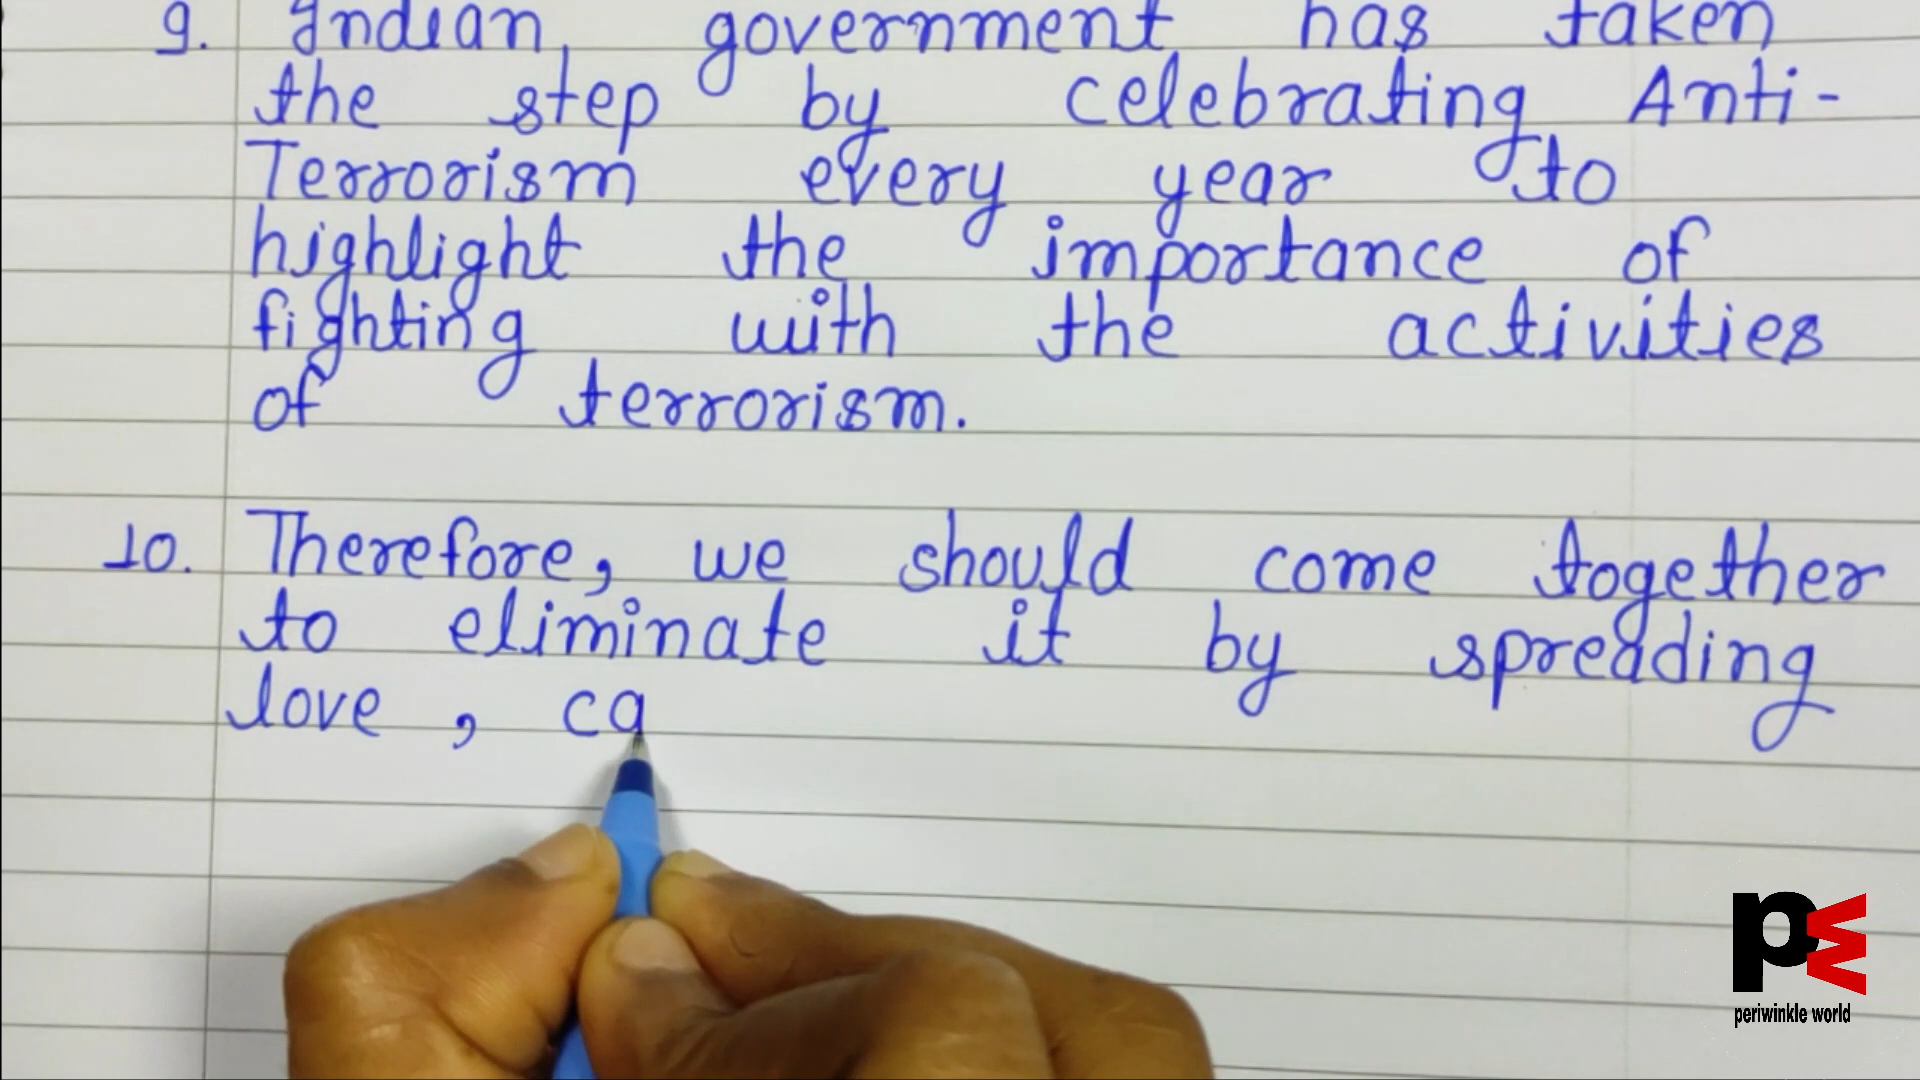 9. Indian government has taken
the step by celebrating Anti-
Terrorism every year to
highlight the importance of
fighting with the activities
of terrorism.
10. Therefore, we should come together
to eliminate it by spreading
love , ca
PW
periwinkle world